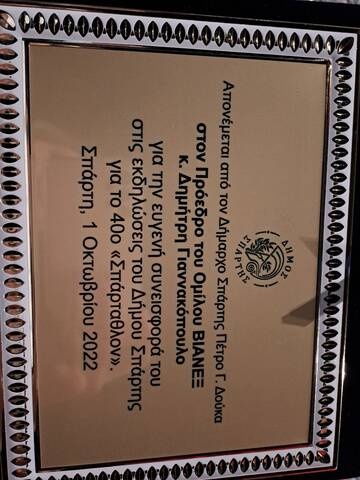 ΔΗΜΟΣ
ΣΠΑΡΤΗΣ
Απονέμεται από τον Δήμαρχο Σπάρτης Πέτρο Γ. Δούκα
στον Πρόεδρο του Ομίλου ΒΙΑΝΕΞ
κ. Δημήτρη Γιαννακόπουλο
για την ευγενή συνεισφορά του
στις εκδηλώσεις του Δήμου Σπάρτης
για το 40ο «Σπάρταθλον».
Σπάρτη, 1 Οκτωβρίου 2022